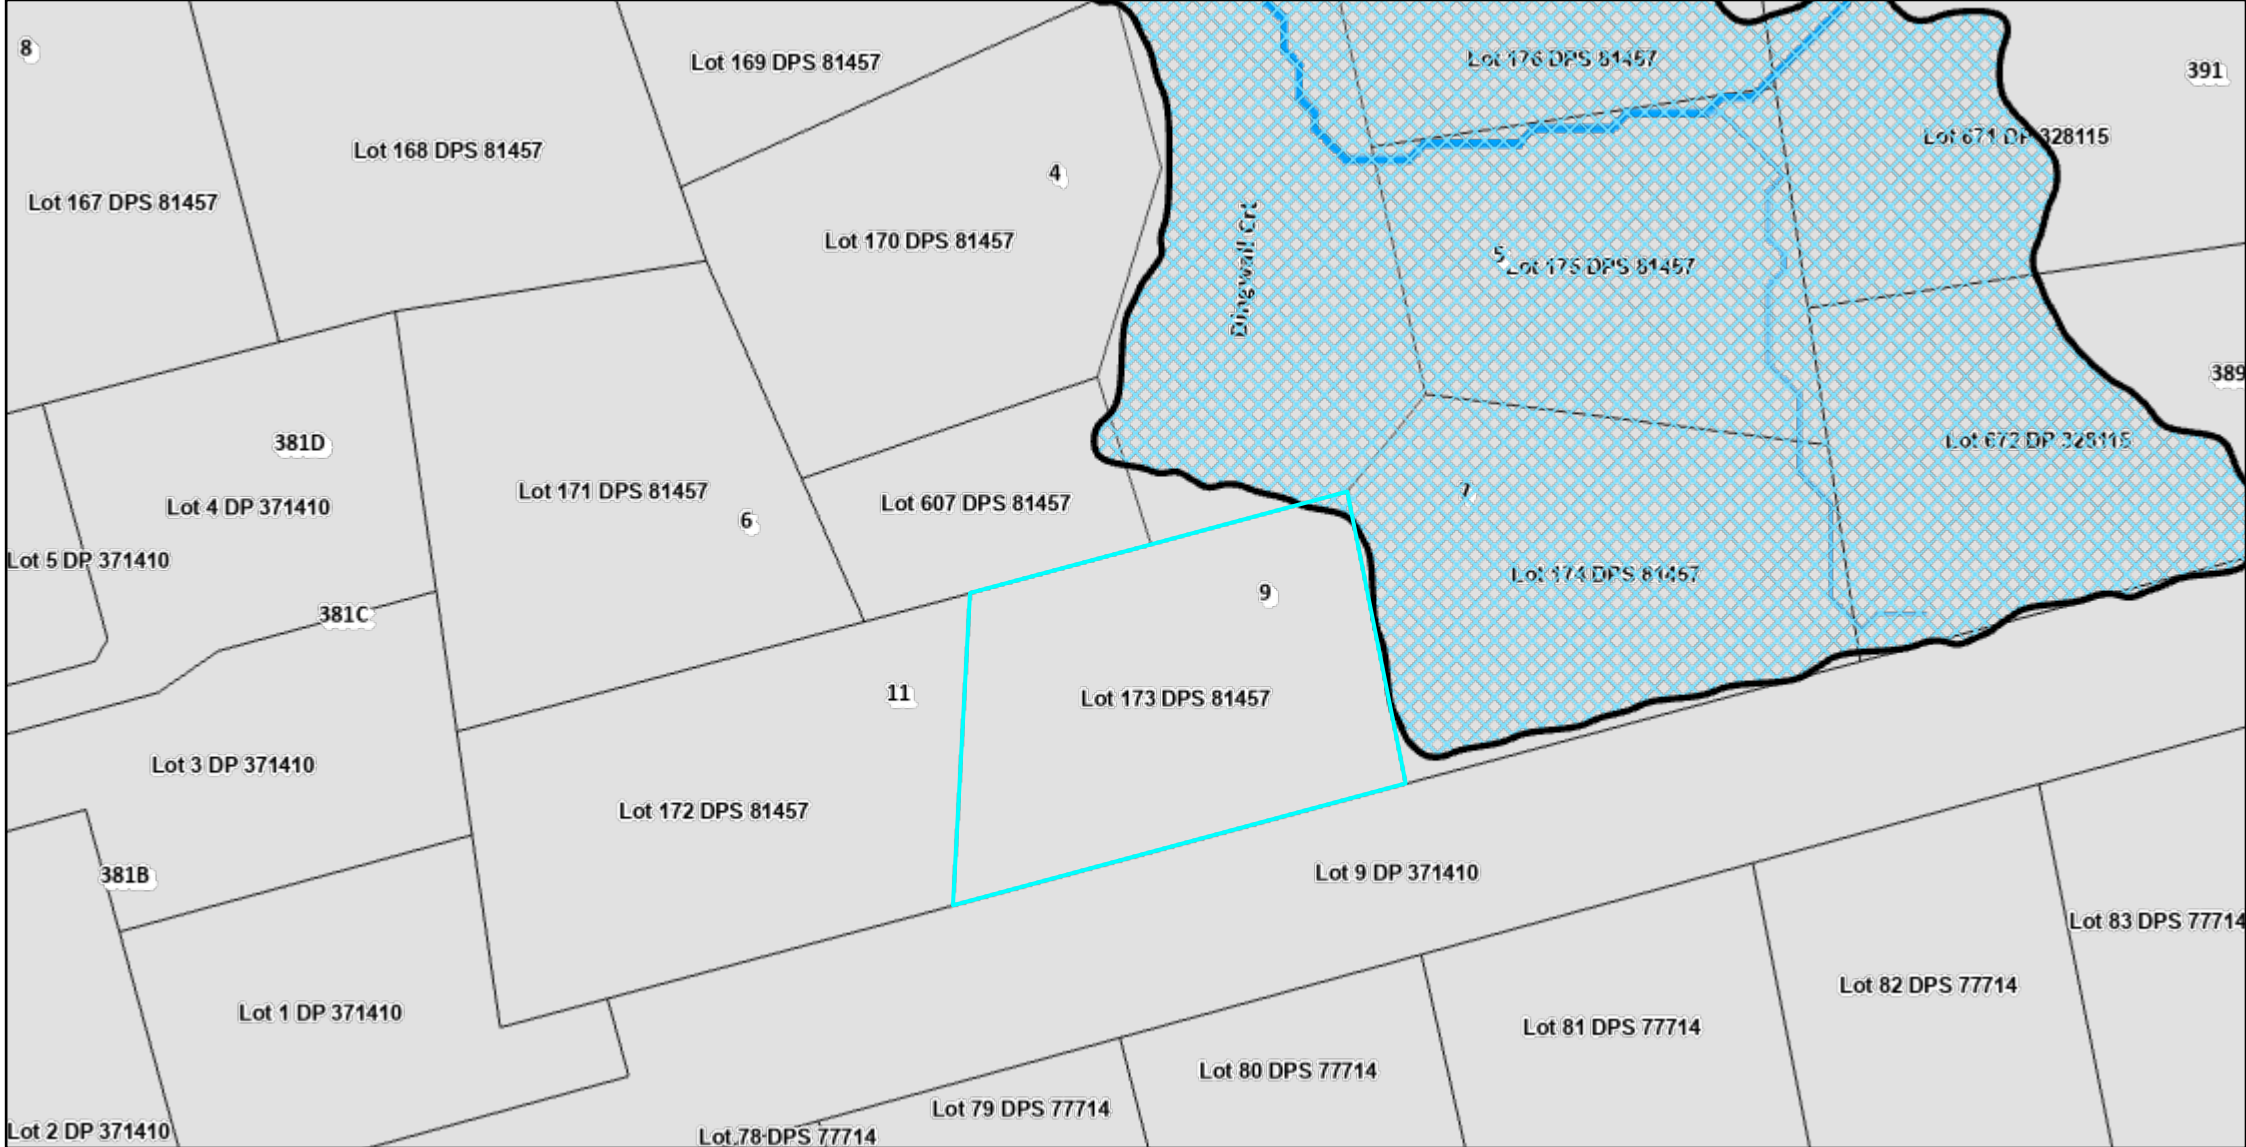 8
Lot 169 DPS 81457
Lot 176 DPS 81457
391
Lot 168 DPS 81457
Lot 671 DP 328115
4
Lot 167 DPS 81457
Lot 170 DPS 81457
Dingwall Crt
5
Lot 175 DPS 81457
389
381D
Lot 672 DP 328115
Lot 171 DPS 81457
7
Lot 4 DP 371410
6
Lot 607 DPS 81457
Lot 5 DP 371410
Lot 174 DPS 81457
9
381C
11
Lot 173 DPS 81457
Lot 3 DP 371410
Lot 172 DPS 81457
381B
Lot 9 DP 371410
Lot 83 DPS 77714
Lot 82 DPS 77714
Lot 1 DP 371410
Lot 81 DPS 77714
Lot 80 DPS 77714
Lot 79 DPS 77714
Lot 2 DP 371410
Lot 78 DPS 77714